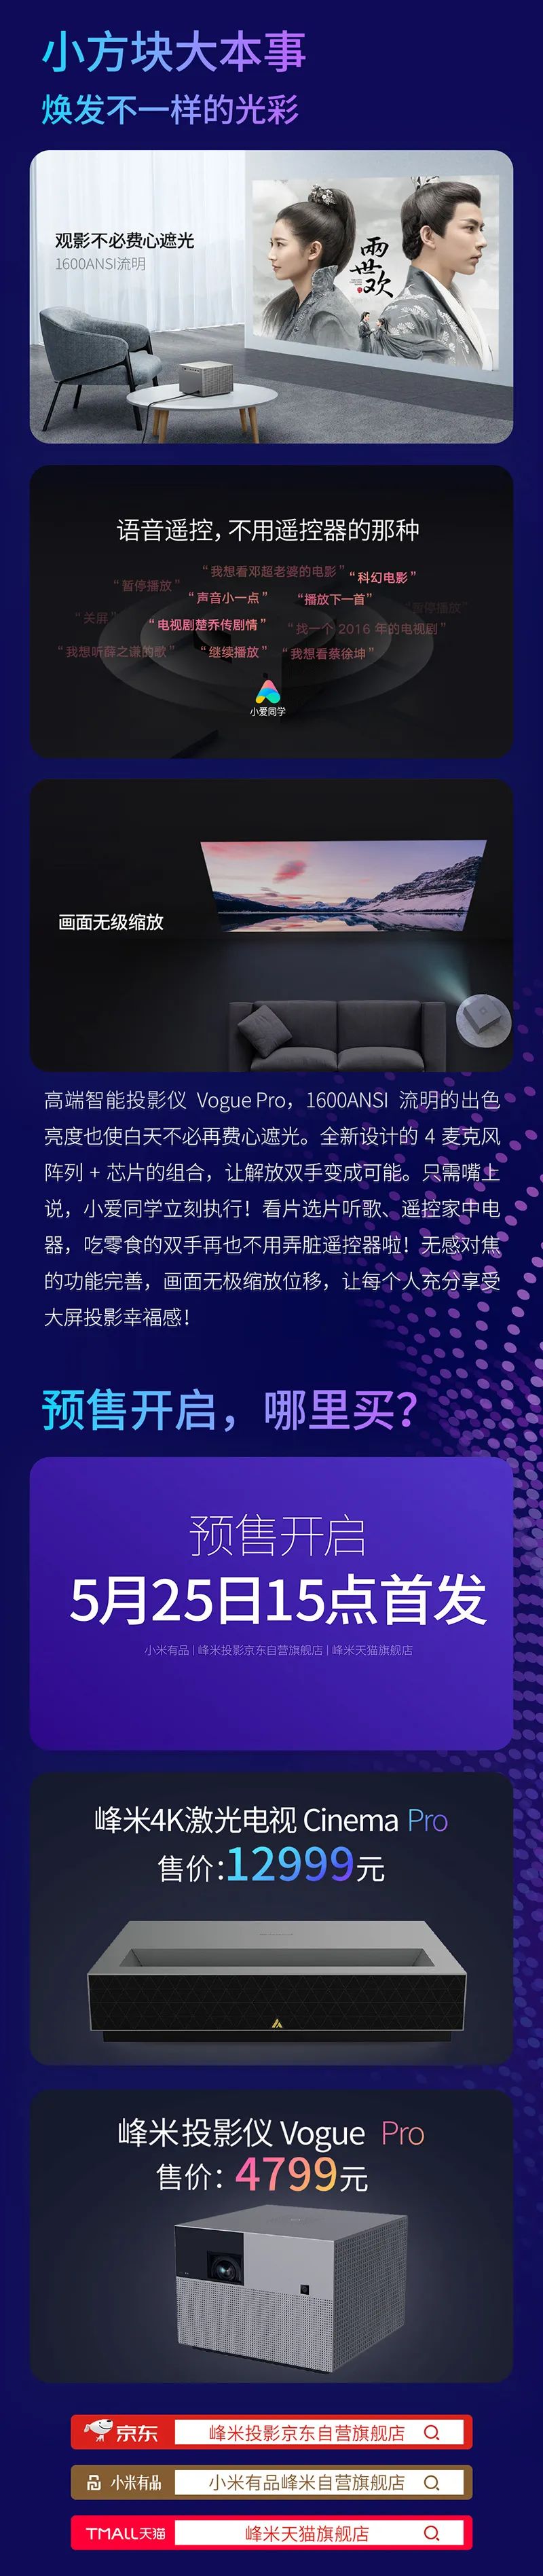 小方块大本事
焕发不一样的光彩
观影不必费心遮光
1600ANSI流明
兩世欢
语音遥控，不用遥控器的那种
“我想看邓超老婆的电影”
“科幻电影”
“暂停播放”
“声音小一点”
“播放下一首”
“暂停播放”
“关屏”
“电视剧楚乔传剧情”
“找一个 2016 年的电视剧”
“我想听薛之谦的歌”
“继续播放”
“我想看蔡徐坤”
小爱同学
画面无级缩放
高端智能投影仪 Vogue Pro，1600ANSI 流明的出色
亮度也使白天不必再费心遮光。全新设计的 4 麦克风
阵列 + 芯片的组合，让解放双手变成可能。只需嘴上
说，小爱同学立刻执行！看片选片听歌、遥控家中电
器，吃零食的双手再也不用弄脏遥控器啦！无感对焦
的功能完善，画面无极缩放位移，让每个人充分享受
大屏投影幸福感！
预售开启，哪里买？
预售开启
5月25日15点首发
小米有品 | 峰米投影京东自营旗舰店 | 峰米天猫旗舰店
峰米4K激光电视 Cinema Pro
售价:12999元
峰米投影仪 Vogue Pro
售价：4799元
京东 峰米投影京东自营旗舰店
小米有品 小米有品峰米自营旗舰店
TMALL天猫 峰米天猫旗舰店